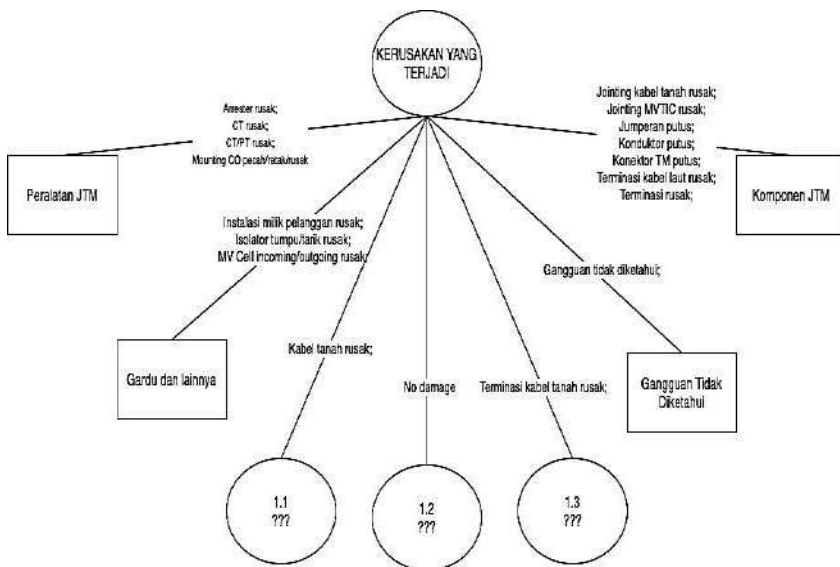 KERUSAKAN YANG
TERJADI
Arrester rusak;
CT rusak;
CT/PT rusak;
Mounting CO pecah/retak/rusak
Jointing kabel tanah rusak;
Jointing MVTIC rusak;
Jumperan putus;
Konduktor putus;
Konektor TM putus;
Terminasi kabel laut rusak;
Terminasi rusak;
Peralatan JTM
Komponen JTM
Instalasi milik pelanggan rusak;
Isolator tumpu/tarik rusak;
MV Cell incoming/outgoing rusak;
Gangguan tidak diketahui;
Kabel tanah rusak;
Gardu dan lainnya
No damage
Terminasi kabel tanah rusak;
Gangguan Tidak
Diketahui
1.1
???
1.2
???
1.3
???